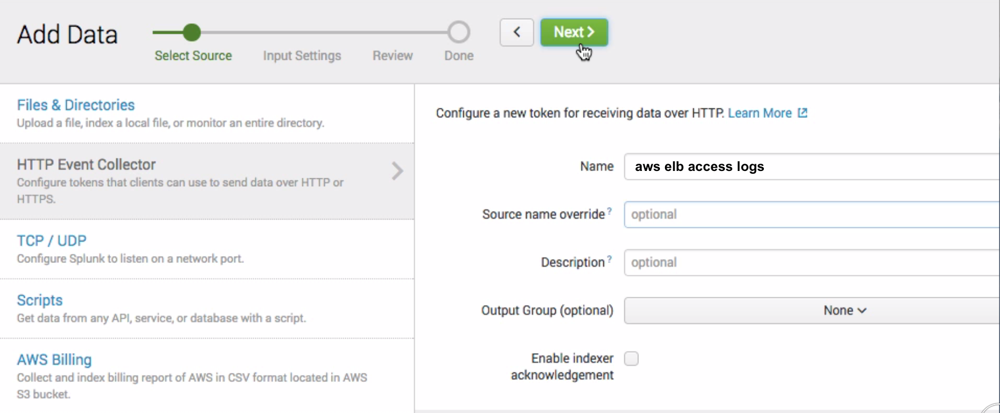 Add Data
Select Source
Input Settings
Review
Done
Next
Files & Directories
Upload a file, index a local file, or monitor an entire directory.
HTTP Event Collector
Configure tokens that clients can use to send data over HTTP or
HTTPS.
TCP / UDP
Configure Splunk to listen on a network port.
Scripts
Get data from any API, service, or database with a script.
AWS Billing
Collect and index billing report of AWS in CSV format located in AWS
S3 bucket.
Configure a new token for receiving data over HTTP. Learn More
Name
aws elb access logs
Source name override ?
optional
Description ?
optional
Output Group (optional)
None
Enable indexer
acknowledgement